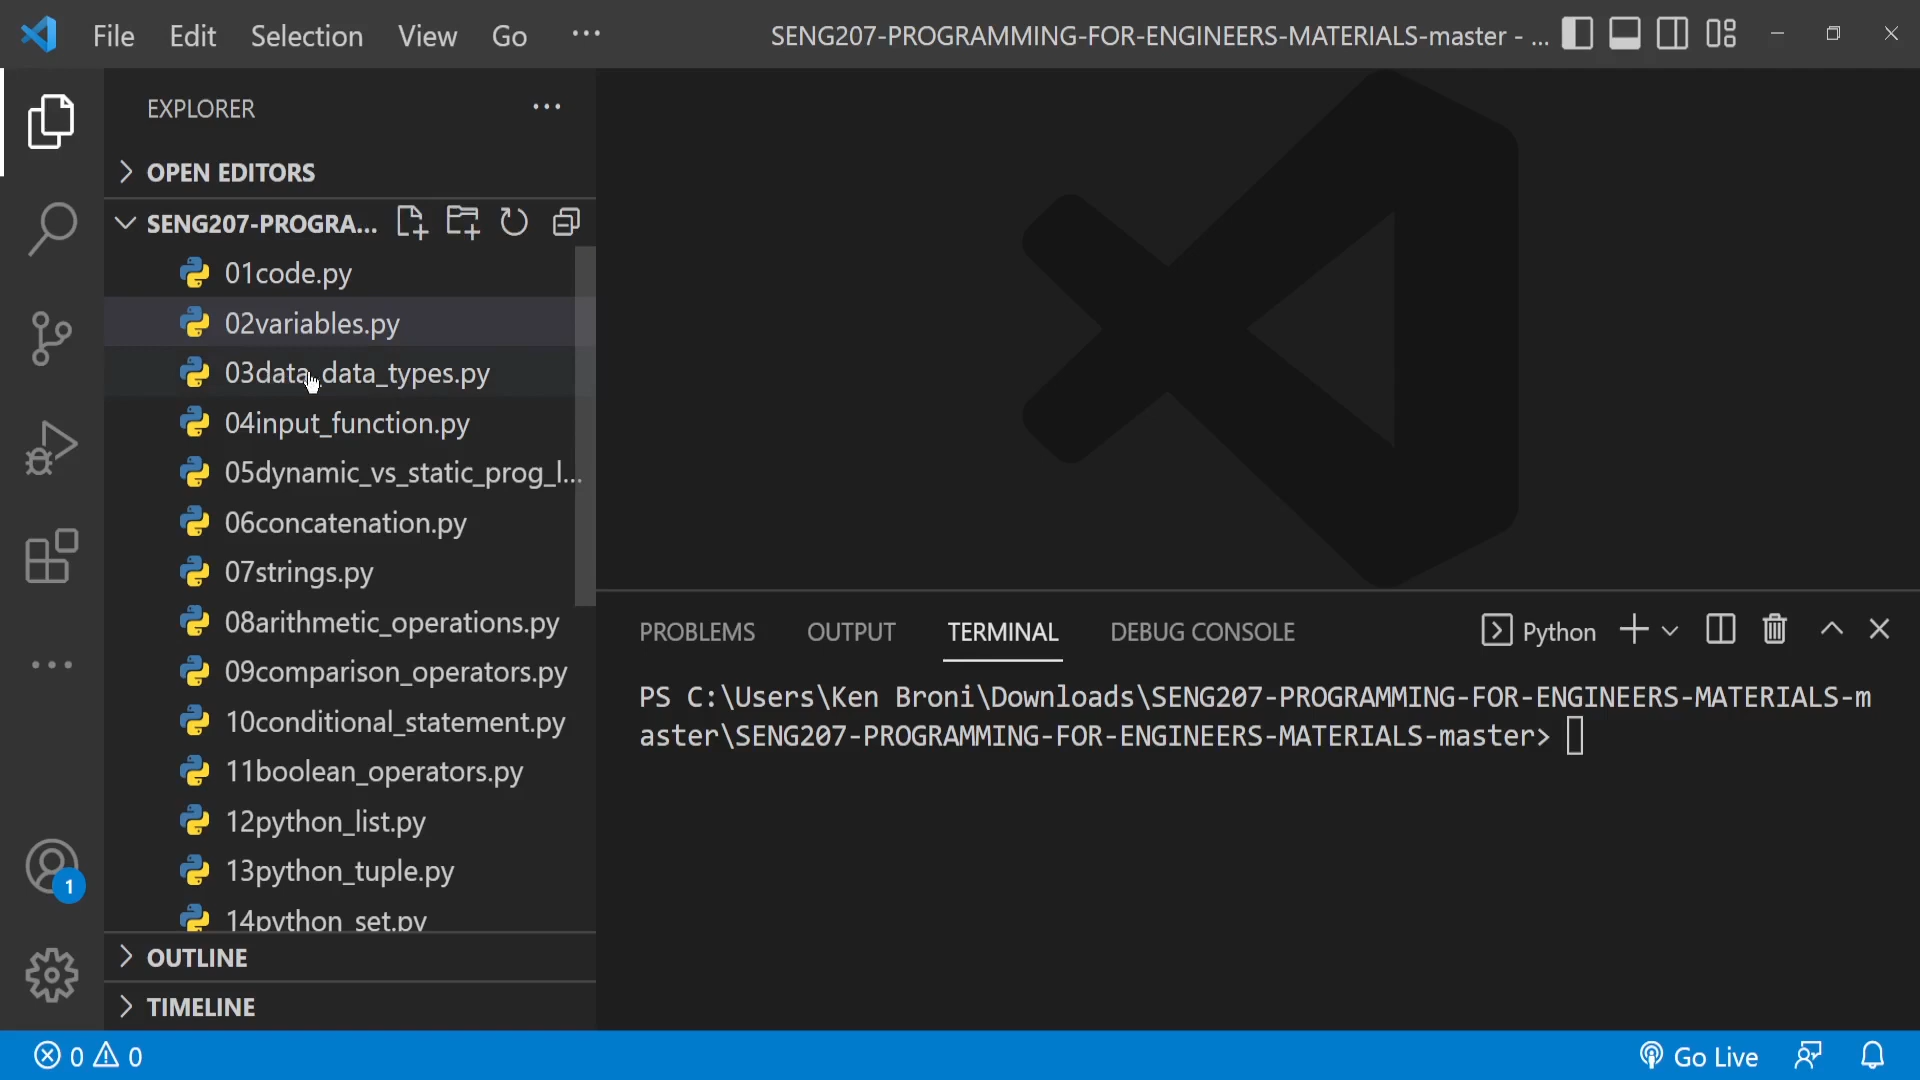 File Edit Selection View Go ... SENG207-PROGRAMMING-FOR-ENGINEERS-MATERIALS-master - ...
EXPLORER
OPEN EDITORS
SENG207-PROGRA...
01code.py
02variables.py
03data_data_types.py
04input_function.py
05dynamic_vs_static_prog_l...
06concatenation.py
07strings.py
08arithmetic_operations.py
09comparison_operators.py
10conditional_statement.py
11boolean_operators.py
12python_list.py
13python_tuple.py
14python_set.py
OUTLINE
TIMELINE
1
PROBLEMS OUTPUT TERMINAL DEBUG CONSOLE Python
PS C:\Users\Ken Broni\Downloads\SENG207-PROGRAMMING-FOR-ENGINEERS-MATERIALS-m
aster\SENG207-PROGRAMMING-FOR-ENGINEERS-MATERIALS-master>
0 0 Go Live